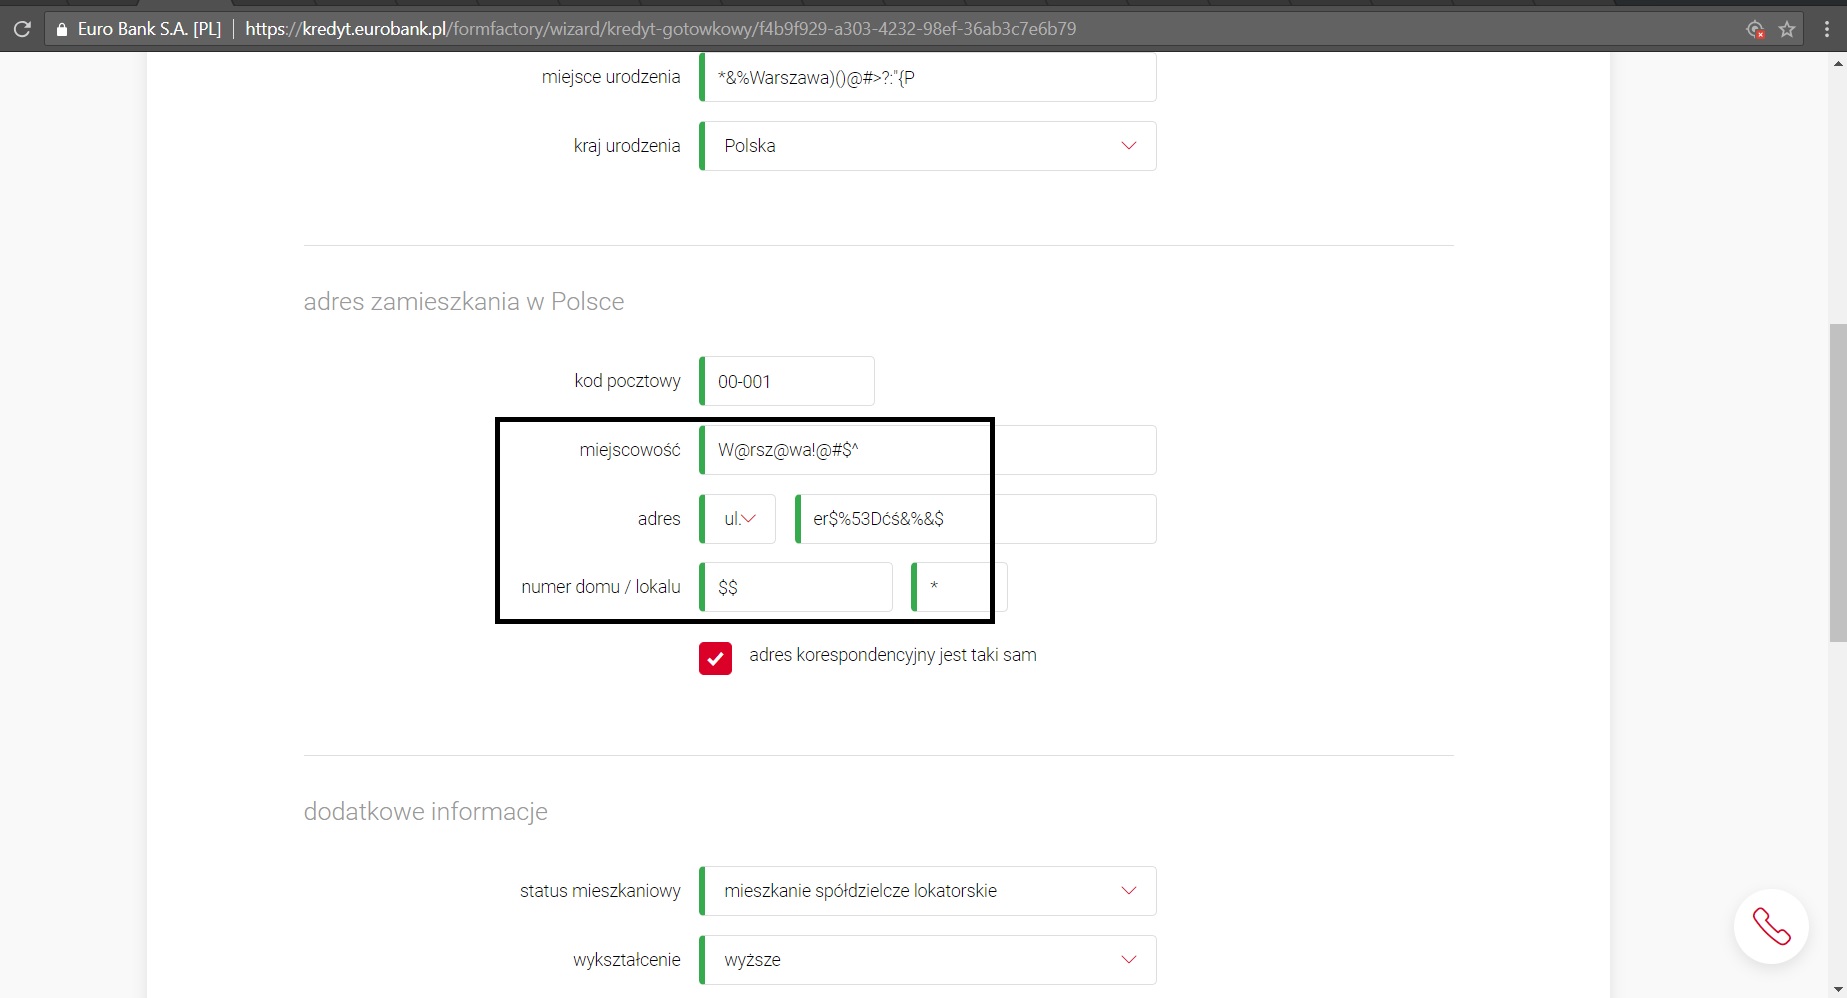 Euro Bank S.A. [PL] https://kredyt.eurobank.pl/formfactory/wizard/kredyt-gotowkowy/f4b9f929-a303-4232-98ef-36ab3c7e6b79
miejsce urodzenia *&%Warszawa)()@#>?:"{P
kraj urodzenia Polska
adres zamieszkania w Polsce
kod pocztowy 00-001
miejscowość W@rsz@wa!@#$^
adres ul. er$%53Dćś&%&$
numer domu / lokalu $$ *
adres korespondencyjny jest taki sam
dodatkowe informacje
status mieszkaniowy mieszkanie spółdzielcze lokatorskie
wykształcenie wyższe